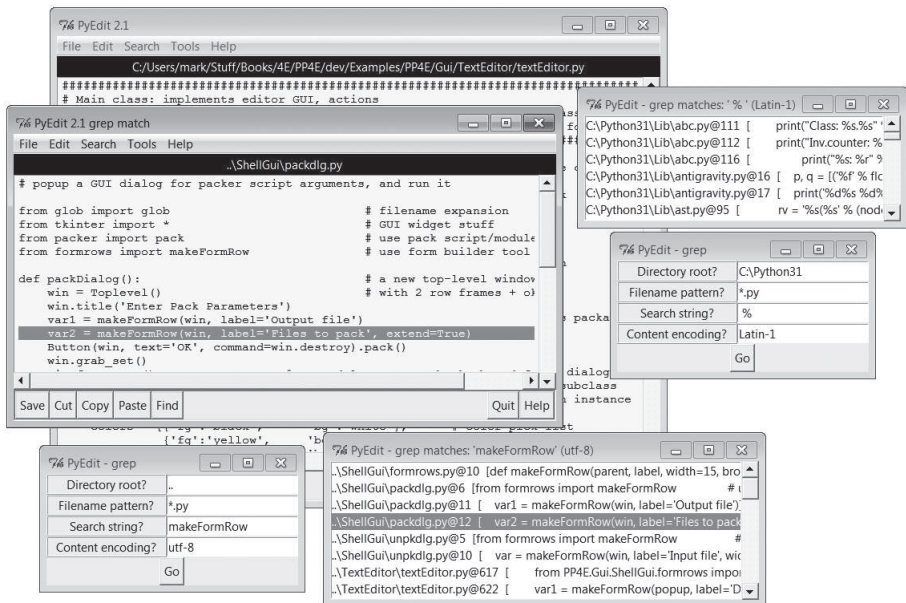 PyEdit 2.1
File Edit Search Tools Help
C:/Users/mark/Stuff/Books/4E/PP4E/dev/Examples/PP4E/Gui/TextEditor/textEditor.py
# Main class: implements editor GUI, actions
PyEdit 2.1 grep match
File Edit Search Tools Help
..\ShellGui\packdlg.py
# popup a GUI dialog for packer script arguments, and run it
from glob import glob # filename expansion
from tkinter import * # GUI widget stuff
from packer import pack # use pack script/module
from formrows import makeFormRow # use form builder tool
def packDialog(): # a new top-level window
win = Toplevel() # with 2 row frames + ok
win.title('Enter Pack Parameters')
var1 = makeFormRow(win, label='Output file')
var2 = makeFormRow(win, label='Files to pack', extend=True)
Button(win, text='OK', command=win.destroy).pack()
win.grab_set()
Save Cut Copy Paste Find Quit Help
s packa
dialog
subclass
n instance
{'fg':'yellow',
PyEdit - grep matches: ' % ' (Latin-1)
C:\Python31\Lib\abc.py@111 [ print("Class: %s.%s" %
C:\Python31\Lib\abc.py@112 [ print("Inv.counter: %
C:\Python31\Lib\abc.py@116 [ print("%s: %r" %
C:\Python31\Lib\antigravity.py@16 [ p, q = [('%f' % flo
C:\Python31\Lib\antigravity.py@17 [ print('%d%s %d%
C:\Python31\Lib\ast.py@95 [ rv = '%s(%s' % (node
PyEdit - grep
Directory root? C:\Python31
Filename pattern? *.py
Search string? %
Content encoding? Latin-1
Go
PyEdit - grep
Directory root? ..
Filename pattern? *.py
Search string? makeFormRow
Content encoding? utf-8
Go
PyEdit - grep matches: 'makeFormRow' (utf-8)
..\ShellGui\formrows.py@10 [def makeFormRow(parent, label, width=15, bro
..\ShellGui\packdlg.py@6 [from formrows import makeFormRow # u
..\ShellGui\packdlg.py@11 [ var1 = makeFormRow(win, label='Output file')
..\ShellGui\packdlg.py@12 [ var2 = makeFormRow(win, label='Files to pack
..\ShellGui\unpkdlg.py@5 [from formrows import makeFormRow #
..\ShellGui\unpkdlg.py@10 [ var = makeFormRow(win, label='Input file', wid
..\TextEditor\textEditor.py@617 [ from PP4E.Gui.ShellGui.formrows impor
..\TextEditor\textEditor.py@622 [ var1 = makeFormRow(popup, label='D